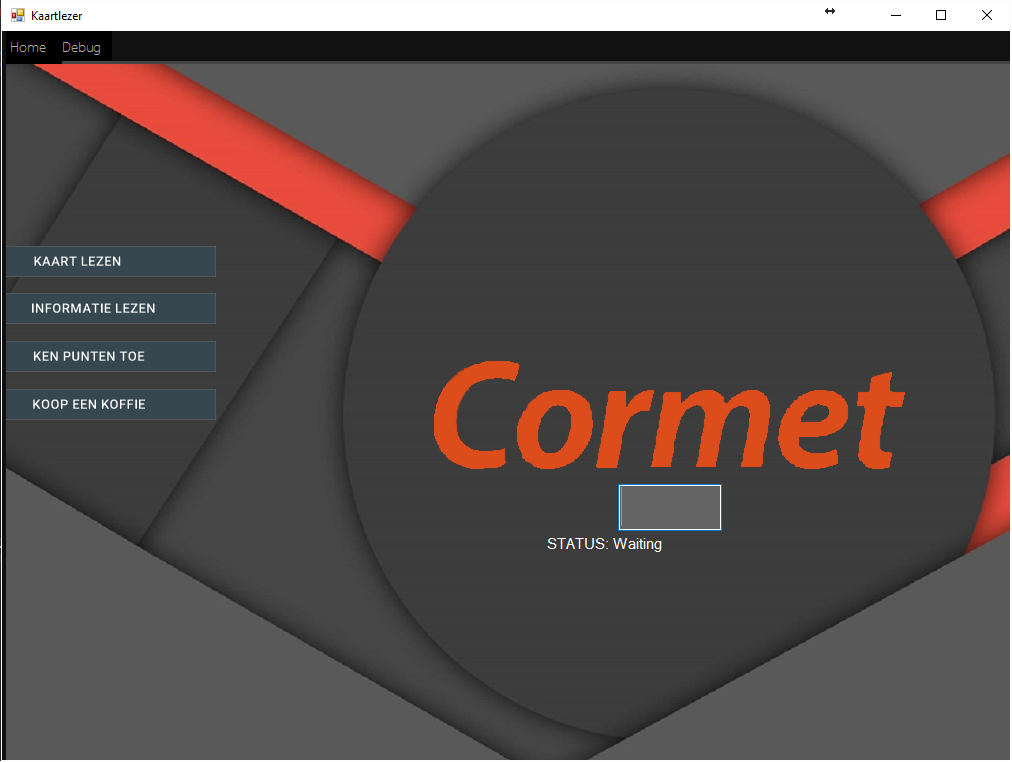 Kaartlezer
Home Debug
KAART LEZEN
INFORMATIE LEZEN
KEN PUNTEN TOE
KOOP EEN KOFFIE
Cormet
STATUS: Waiting